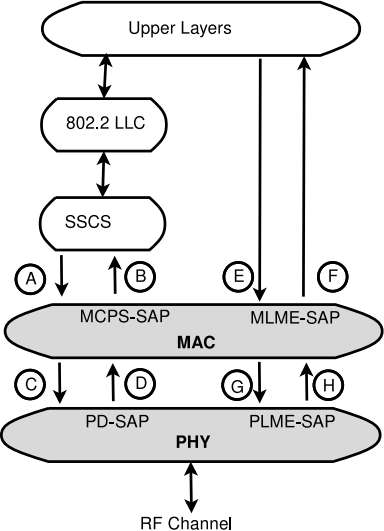 Upper Layers
802.2 LLC
SSCS
A
B
E
F
MCPS-SAP
MLME-SAP
MAC
C
D
G
H
PD-SAP
PLME-SAP
PHY
RF Channel